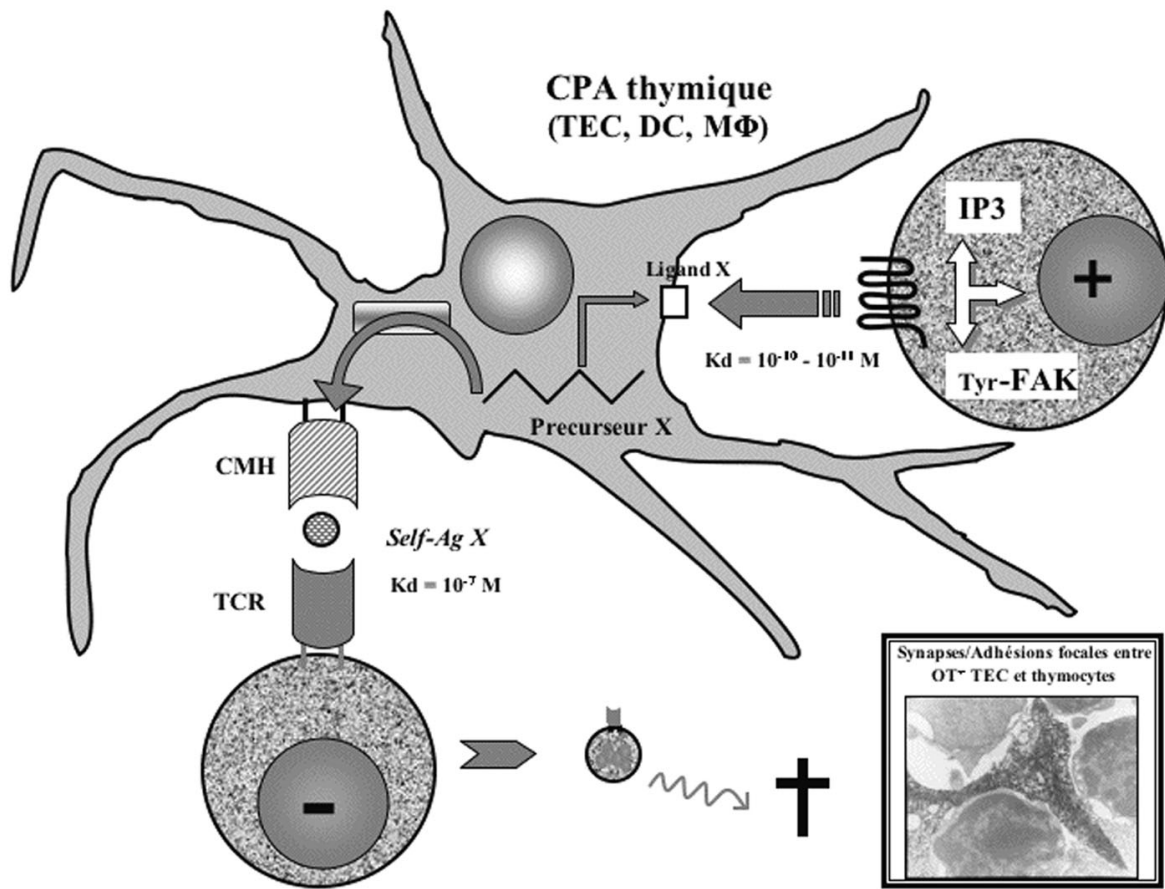 CPA thymique
(TEC, DC, MΦ)
IP3
+
Ligand X
Kd = 10⁻¹⁰ - 10⁻¹¹ M
Tyr-FAK
Precurseur X
CMH
Self-Ag X
Kd = 10⁻⁷ M
TCR
-
Synapses/Adhésions focales entre
OT⁺ TEC et thymocytes